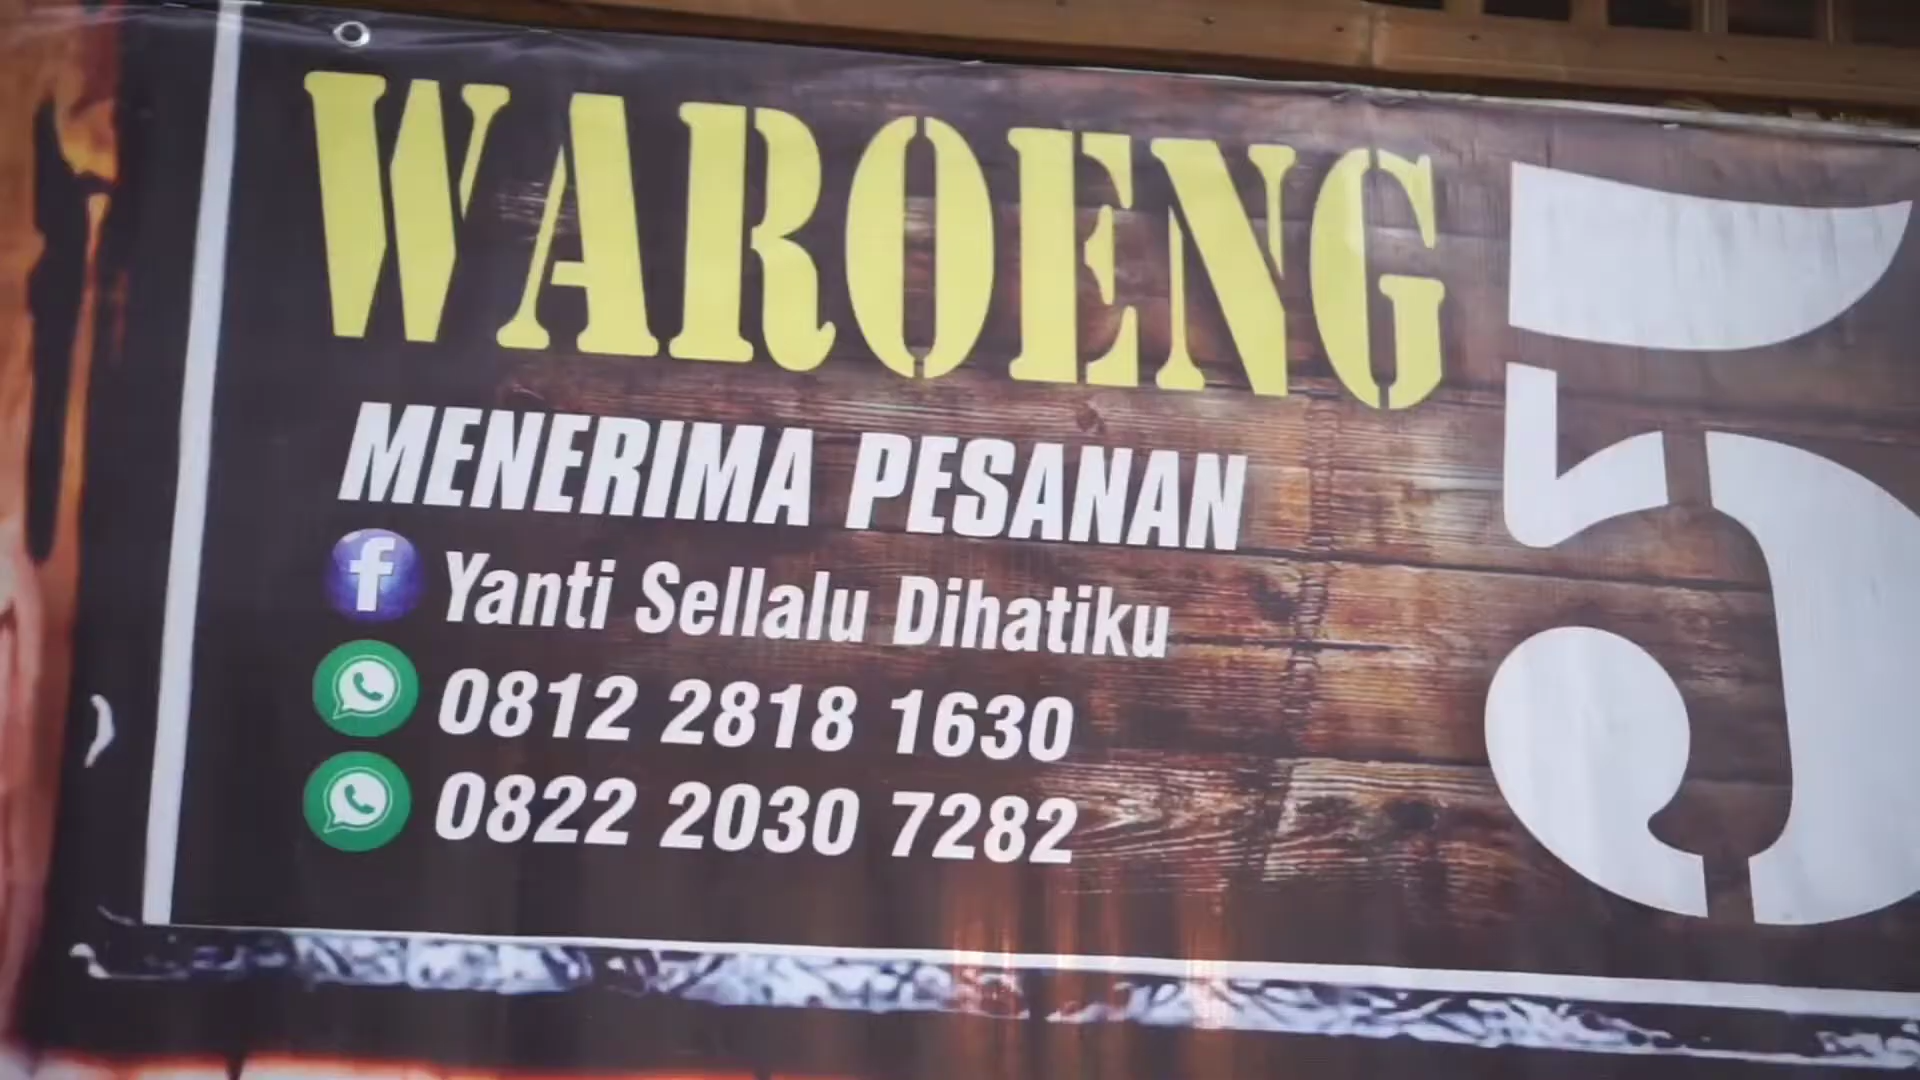 WAROENG 5
MENERIMA PESANAN
Yanti Sellalu Dihatiku
0812 2818 1630
0822 2030 7282